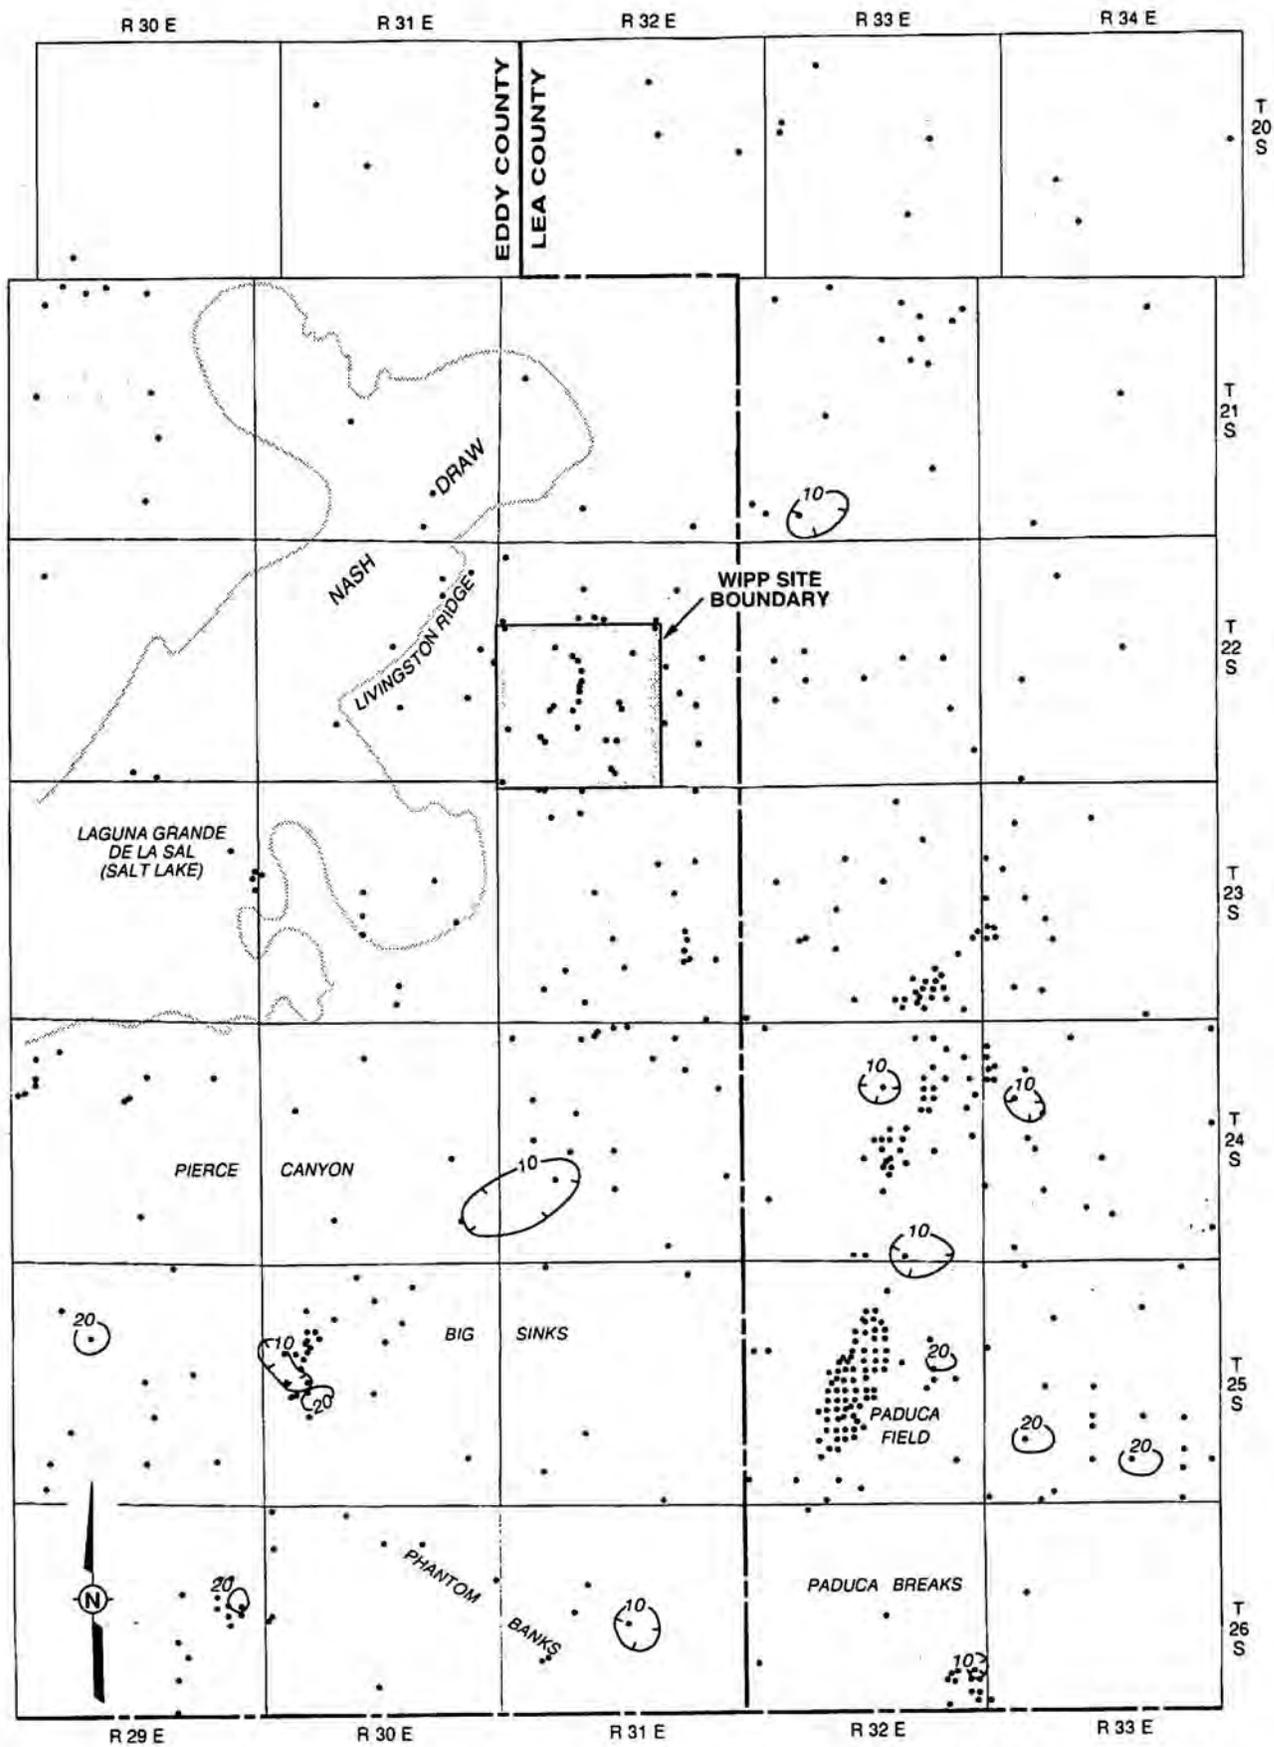 R 30 E
R 31 E
R 32 E
R 33 E
R 34 E
EDDY COUNTY
LEA COUNTY
T
20
S
T
21
S
DRAW
10
NASH
LIVINGSTON RIDGE
WIPP SITE
BOUNDARY
T
22
S
LAGUNA GRANDE
DE LA SAL
(SALT LAKE)
T
23
S
10
10
T
24
S
PIERCE CANYON
10
10
20
10
20
BIG SINKS
20
T
25
S
PADUCA
FIELD
20
20
PHANTOM
BANKS
20
N
10
PADUCA BREAKS
10
T
26
S
R 29 E
R 30 E
R 31 E
R 32 E
R 33 E